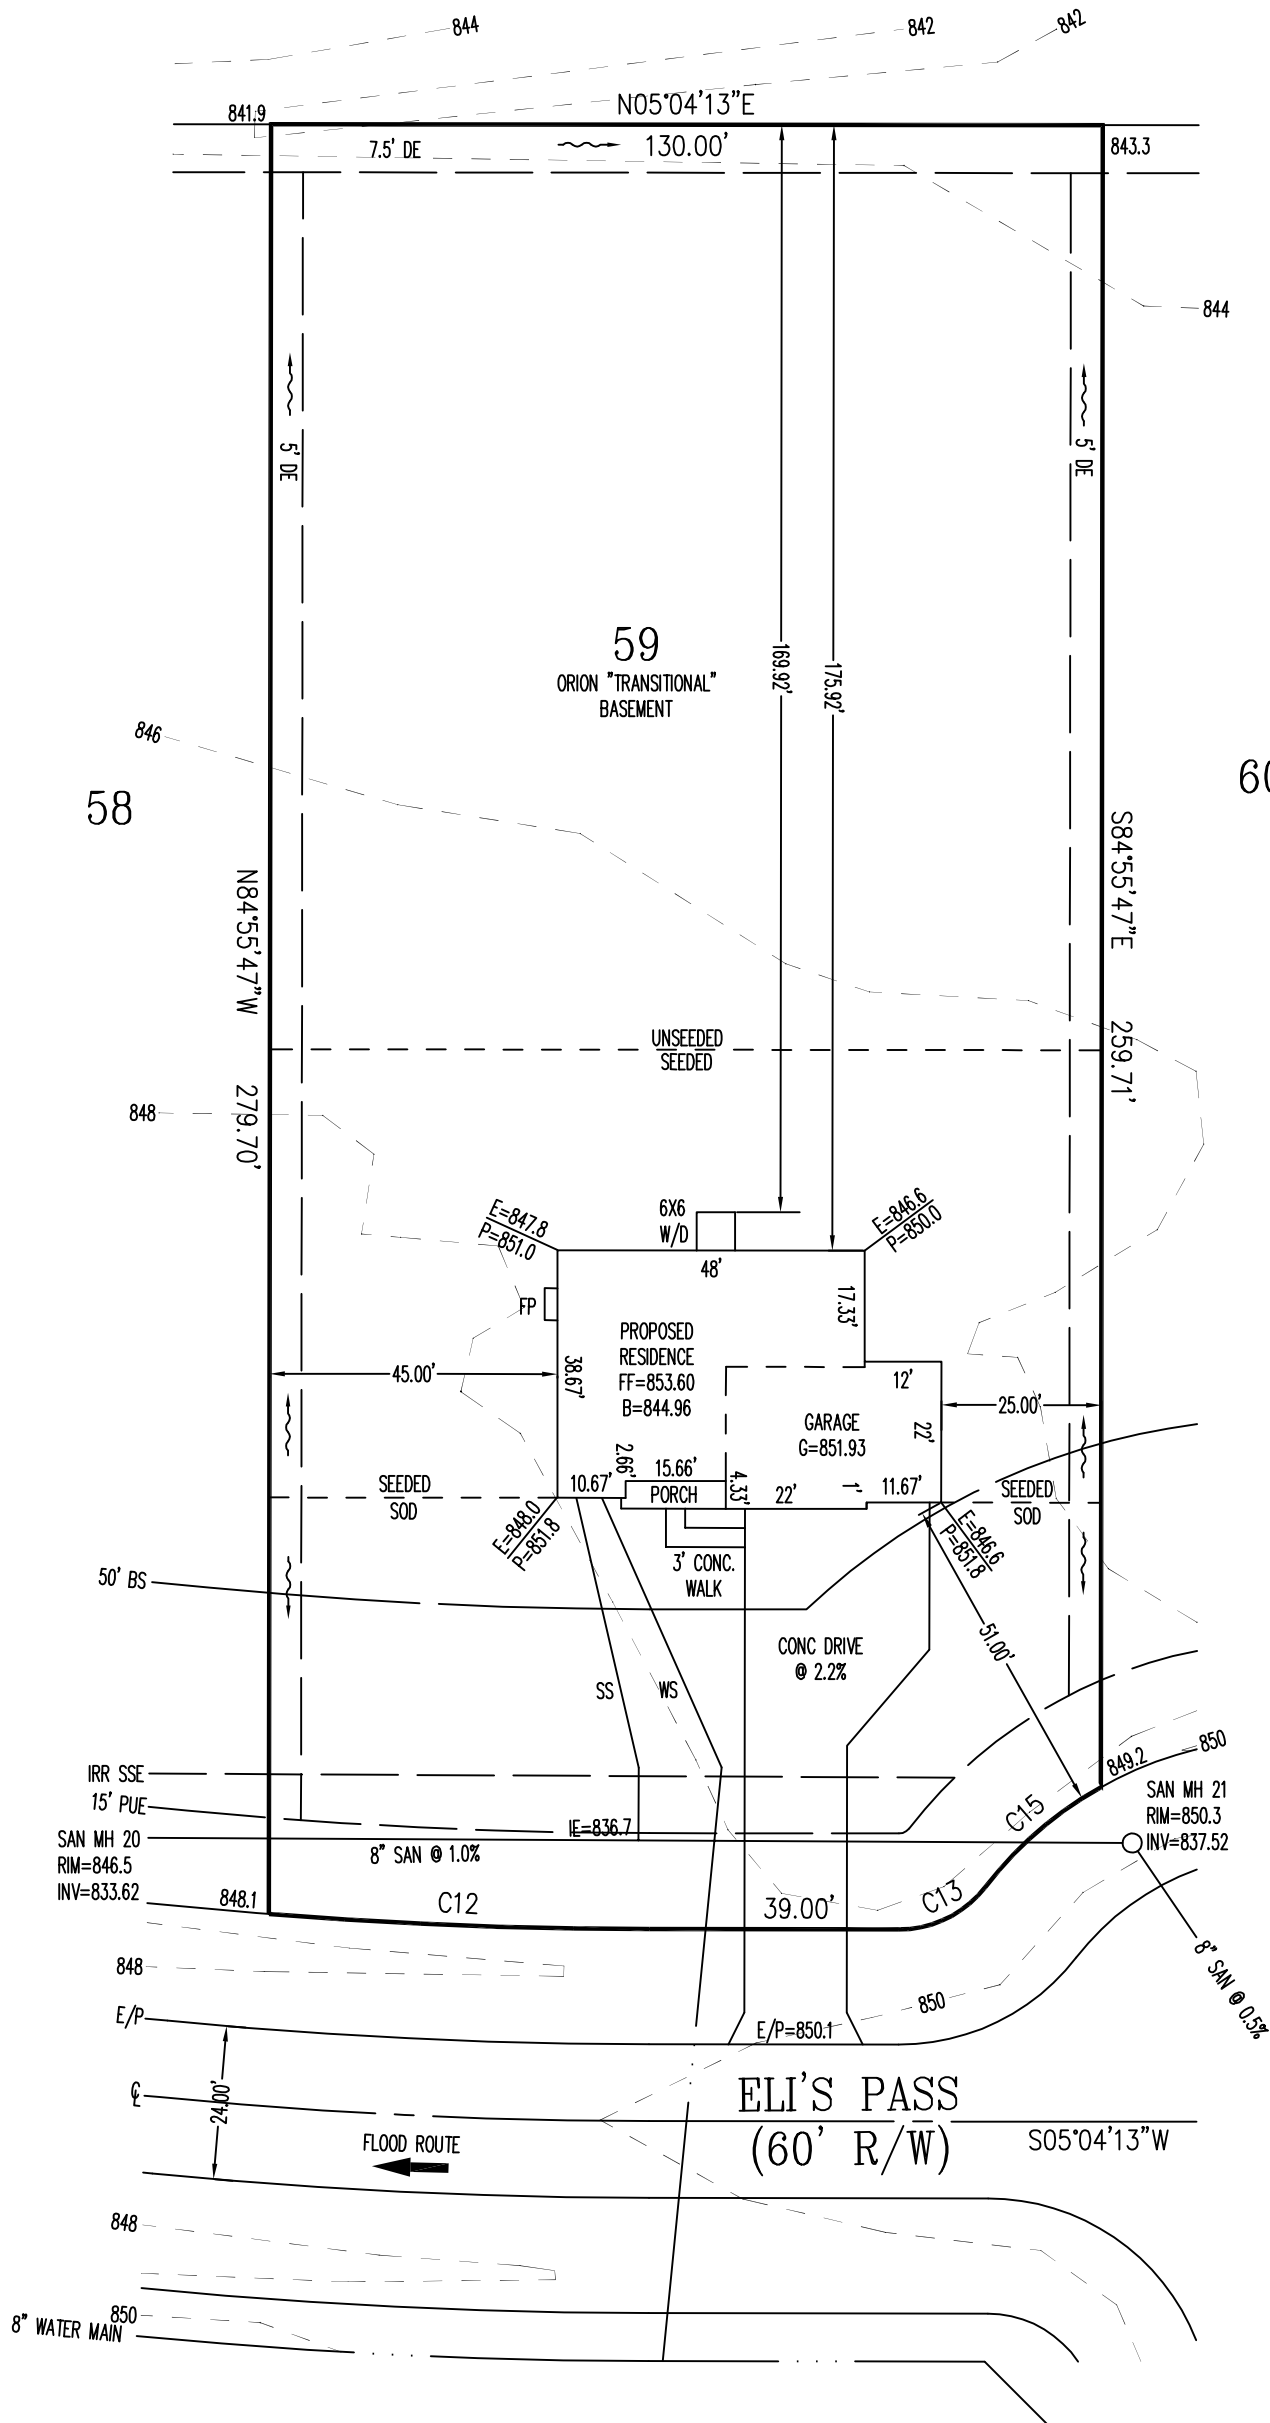 844
842
842
N05°04'13"E
841.9
7.5' DE
130.00'
843.3
844
5' DE
5' DE
59
ORION "TRANSITIONAL"
BASEMENT
169.92'
175.92'
846
58
N84°55'47"W 279.70'
S84°55'47"E 259.71'
UNSEEDED
SEEDED
848
E=847.8
P=851.0
6X6
W/D
E=846.6
P=850.0
48'
FP
17.33'
PROPOSED
RESIDENCE
FF=853.60
B=844.96
38.67'
45.00'
12'
25.00'
GARAGE
G=851.93
22'
2.66'
15.66'
10.67'
PORCH
4.33'
22'
1'
11.67'
SEEDED
SOD
SEEDED
SOD
E=848.0
P=851.8
E=846.6
P=851.8
3' CONC.
WALK
50' BS
CONC DRIVE
@ 2.2%
51.00'
SS
WS
IRR SSE
15' PUE
SAN MH 20
RIM=846.5
INV=833.62
IE=836.7
8" SAN @ 1.0%
849.2
850
C15
SAN MH 21
RIM=850.3
INV=837.52
848.1
C12
39.00'
C13
8" SAN @ 0.5%
848
E/P
850
E/P=850.1
24.00'
℄
ELI'S PASS
(60' R/W)
S05°04'13"W
FLOOD ROUTE
848
850
8" WATER MAIN